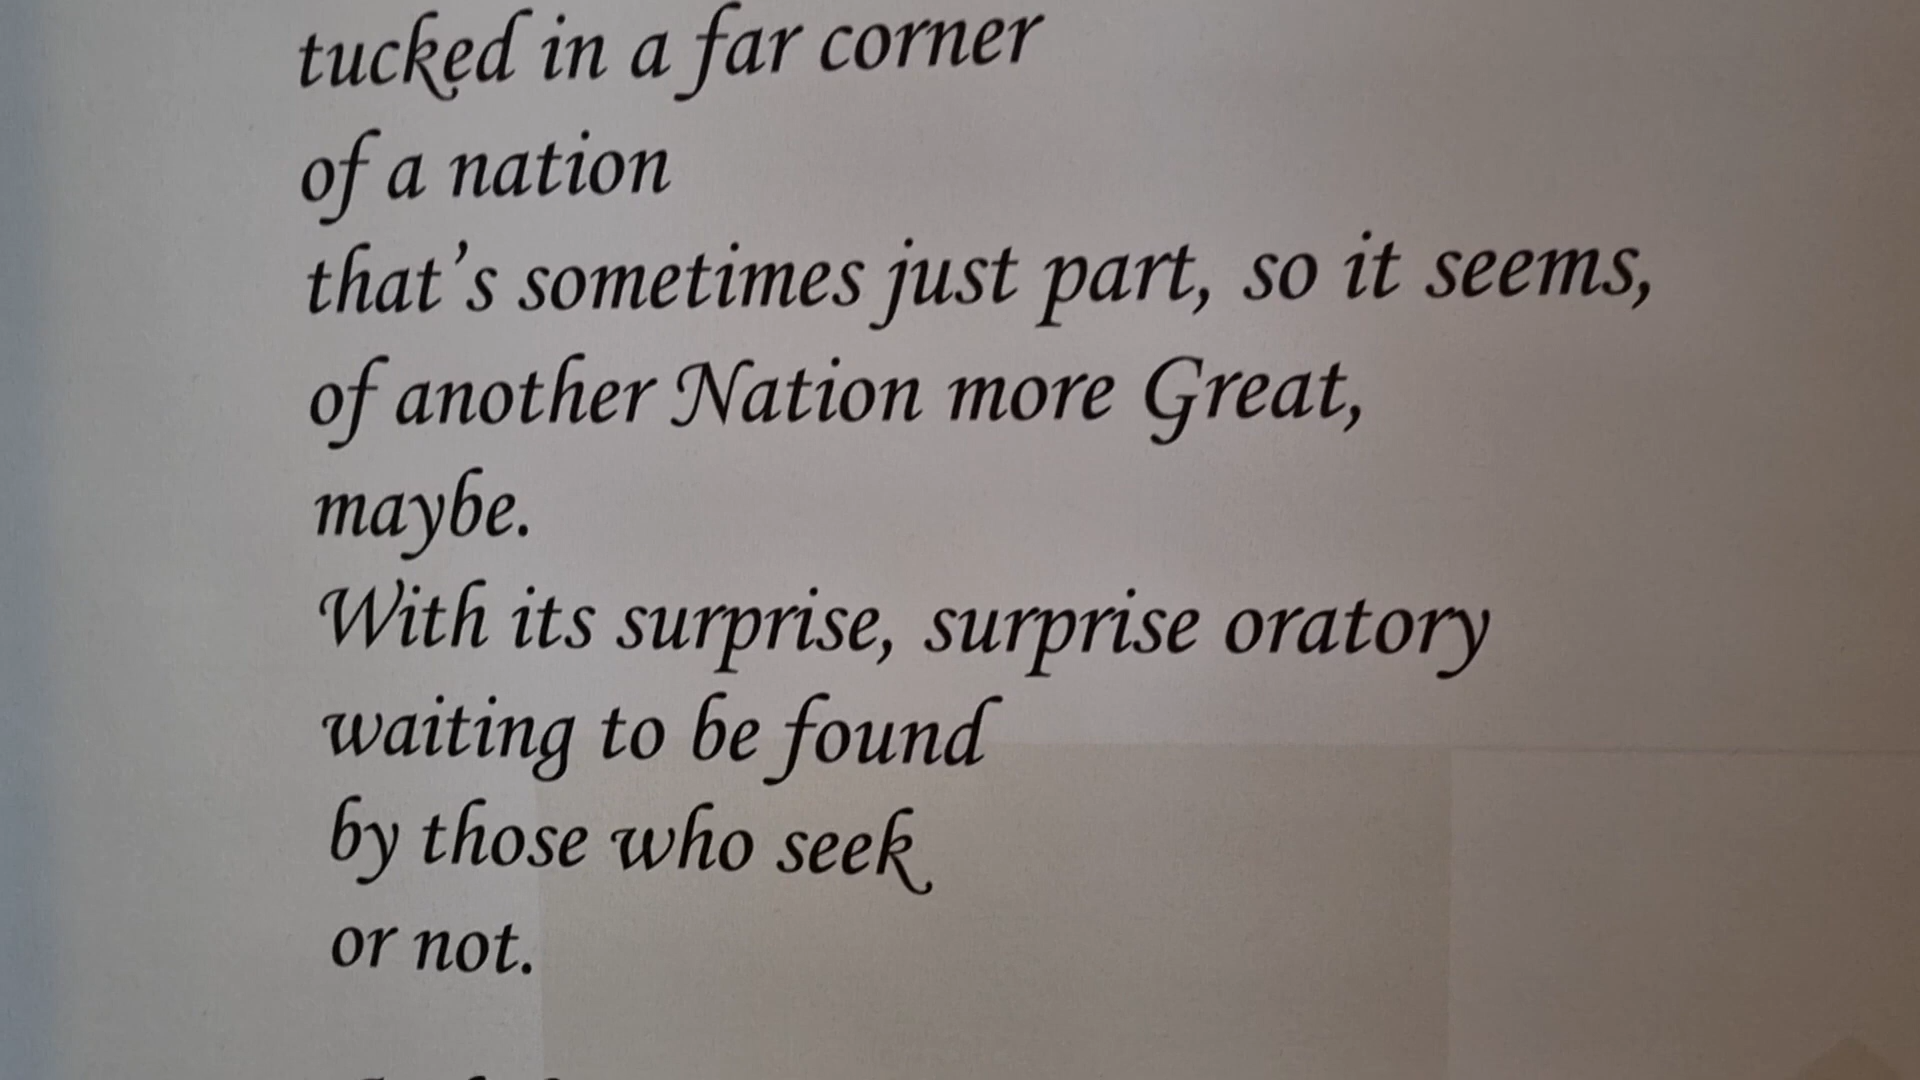 tucked in a far corner
of a nation
that’s sometimes just part, so it seems,
of another Nation more Great,
maybe.
With its surprise, surprise oratory
waiting to be found
by those who seek
or not.